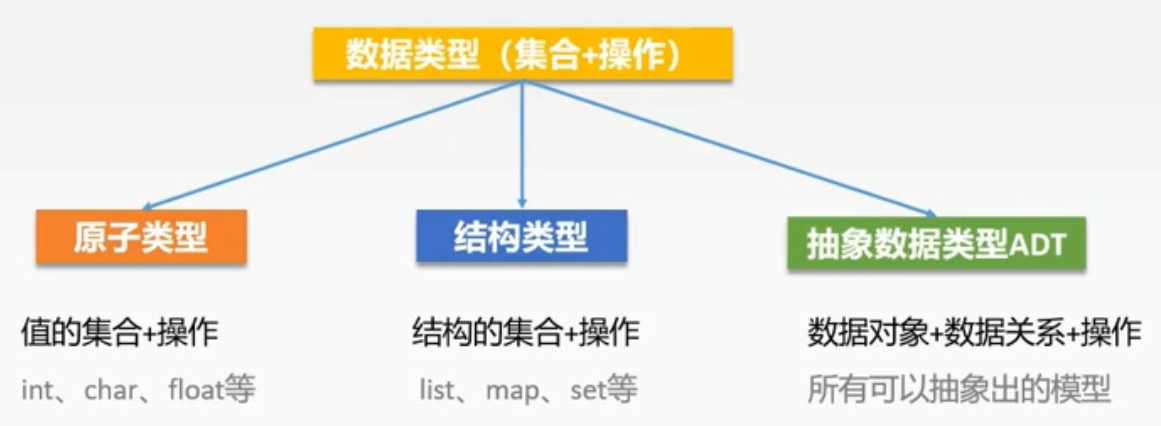 数据类型（集合+操作）
原子类型
结构类型
抽象数据类型ADT
值的集合+操作
结构的集合+操作
数据对象+数据关系+操作
int、char、float等
list、map、set等
所有可以抽象出的模型